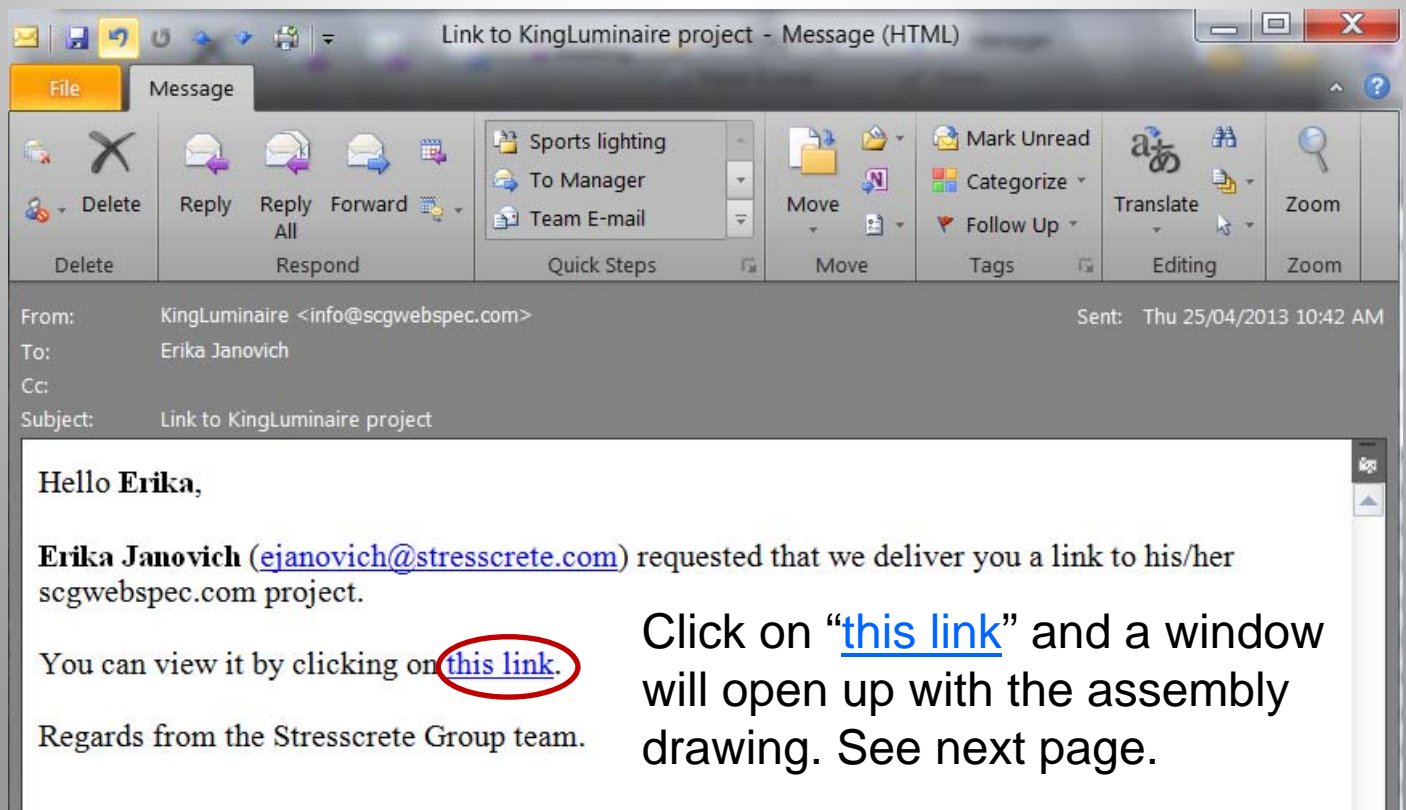 Link to KingLuminaire project - Message (HTML)
File
Message
Delete
Reply
Reply All
Forward
Sports lighting
To Manager
Team E-mail
Move
Mark Unread
Categorize
Follow Up
Translate
Zoom
Delete
Respond
Quick Steps
Move
Tags
Editing
Zoom
From: KingLuminaire <info@scgwebspec.com>
Sent: Thu 25/04/2013 10:42 AM
To: Erika Janovich
Cc:
Subject: Link to KingLuminaire project
Hello Erika,
Erika Janovich (ejanovich@stresscrete.com) requested that we deliver you a link to his/her
scgwebspec.com project.
You can view it by clicking on this link.
Regards from the Stresscrete Group team.
Click on “this link” and a window
will open up with the assembly
drawing. See next page.